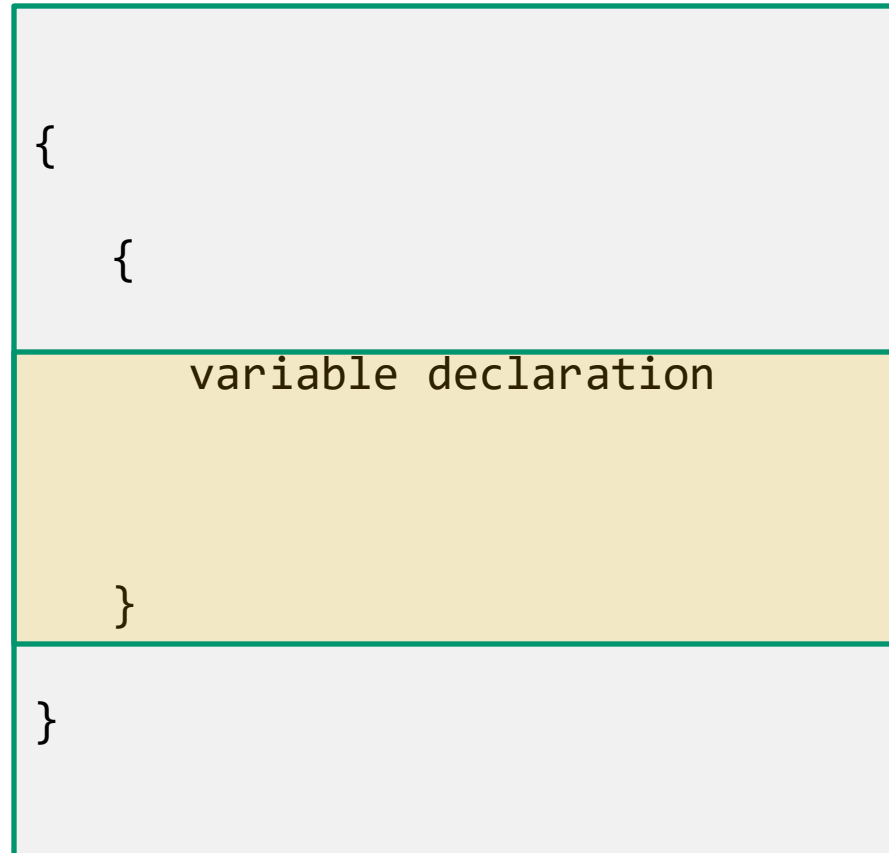 {
{
variable declaration
}
}